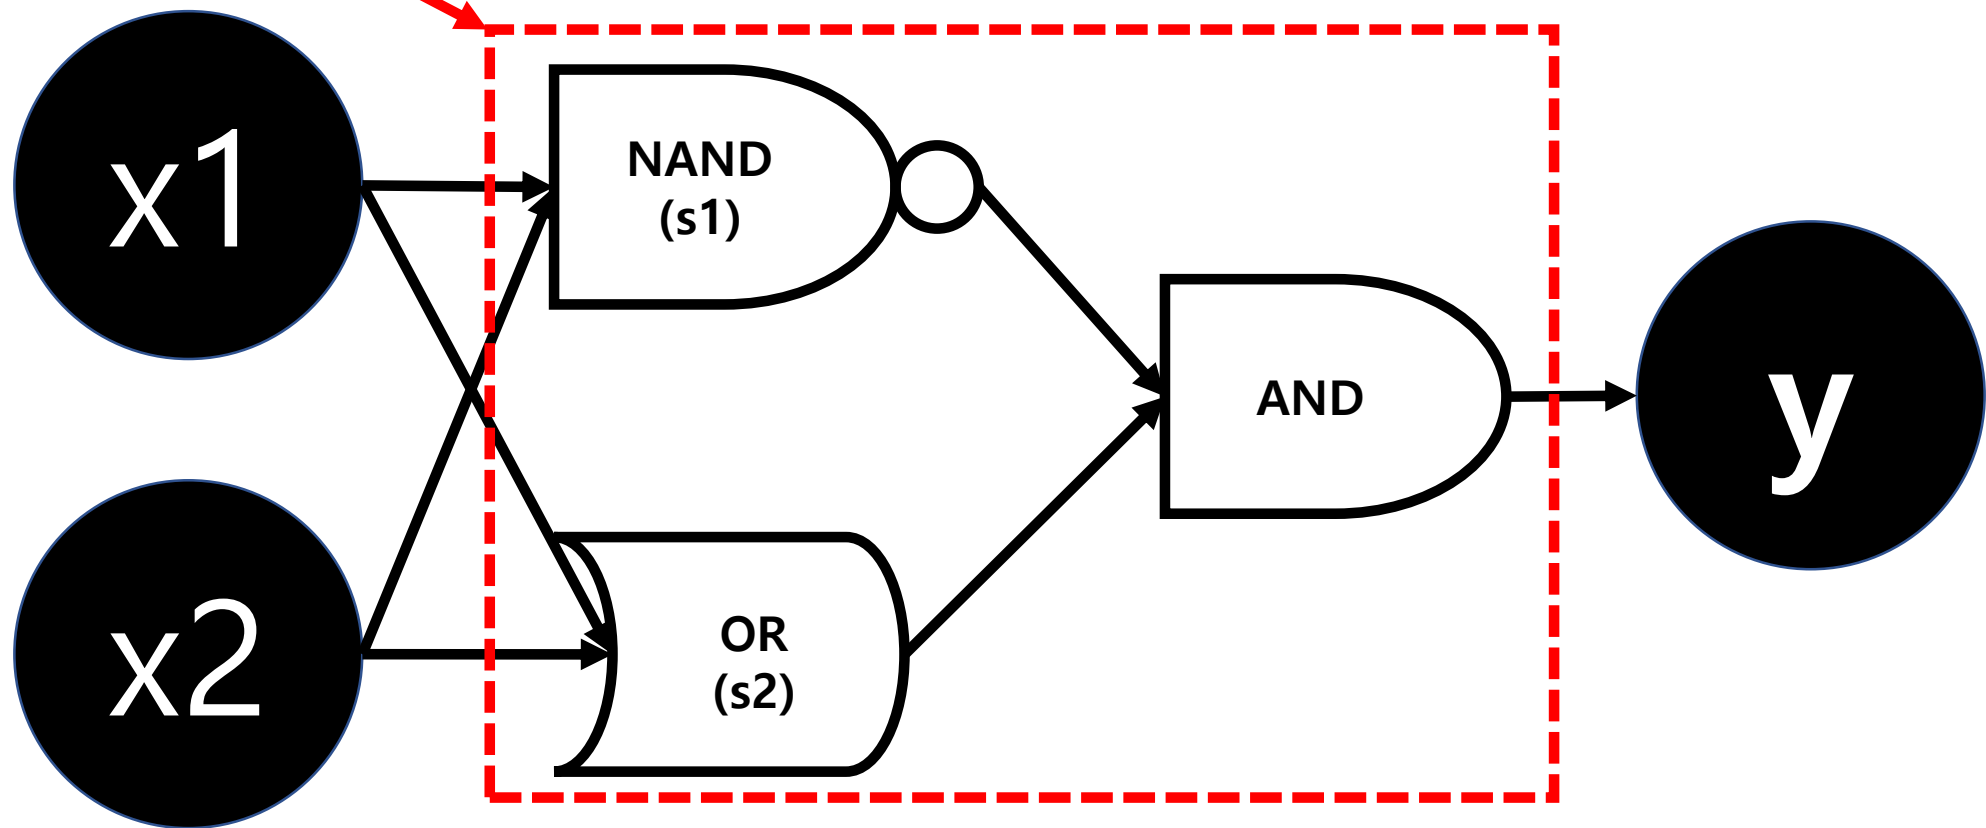 x1
NAND
(s1)
AND
y
x2
OR
(s2)